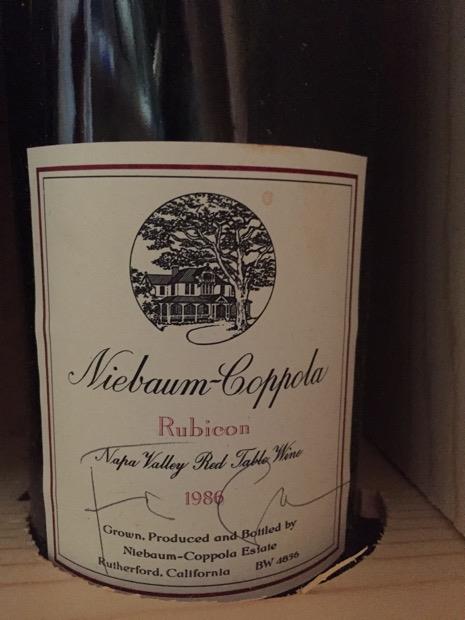 Niebaum-Coppola
Rubicon
Napa Valley Red Table Wine
1986
Grown, Produced and Bottled by
Niebaum-Coppola Estate
Rutherford, California BW 4836